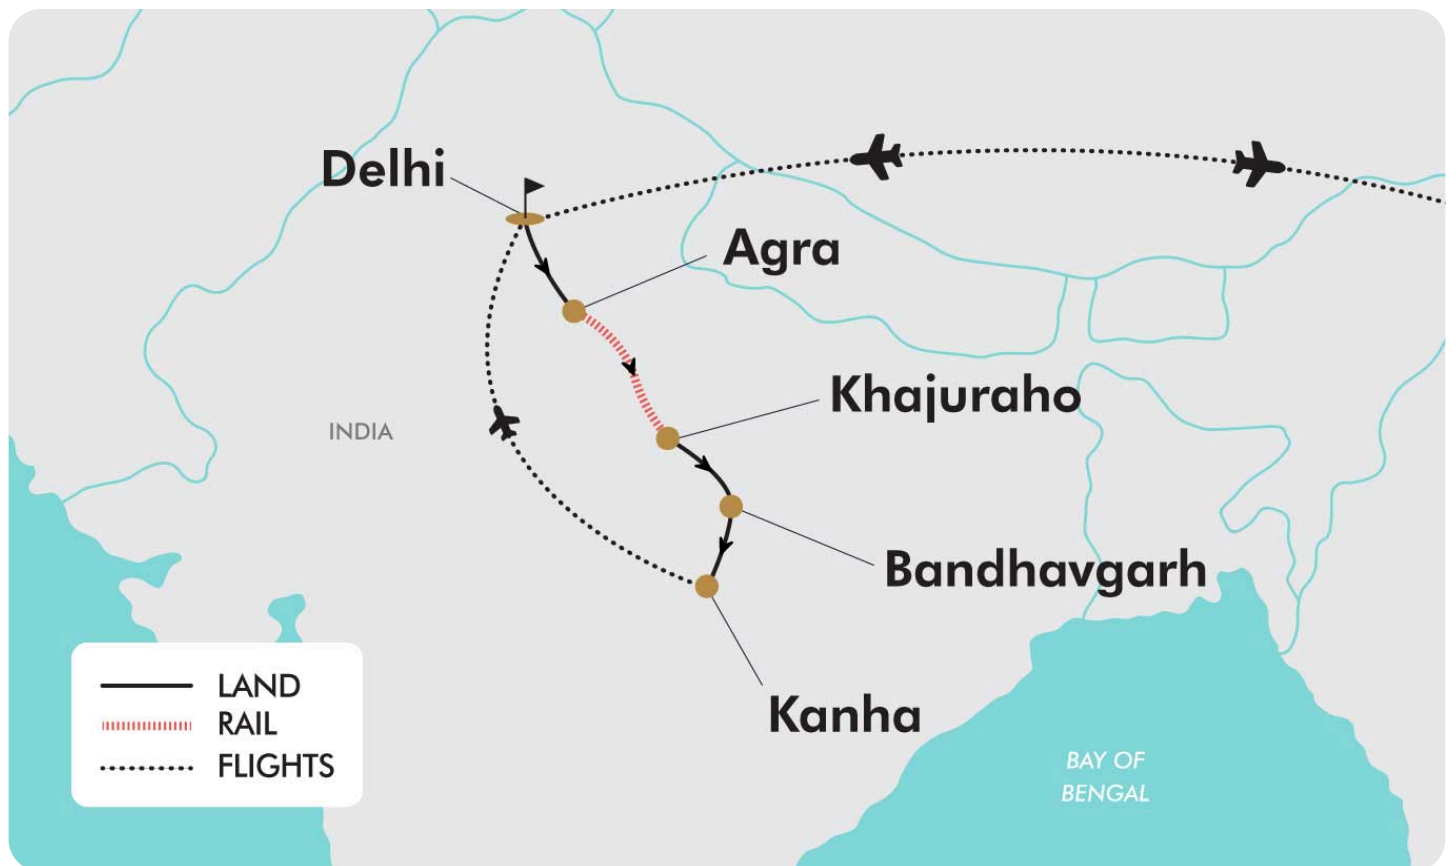 Delhi
Agra
Khajuraho
INDIA
Bandhavgarh
Kanha
LAND
RAIL
FLIGHTS
BAY OF
BENGAL